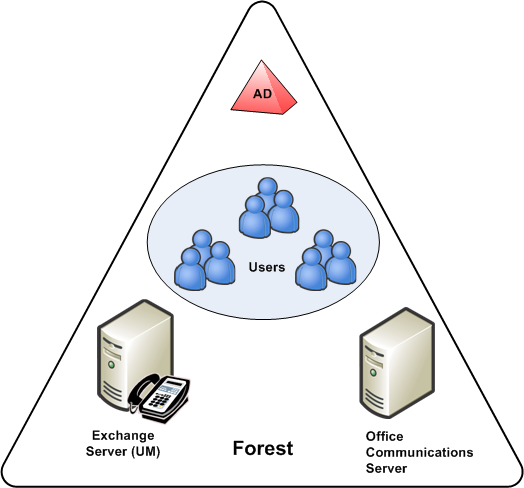 AD
Users
Exchange
Server (UM)
Forest
Office
Communications
Server